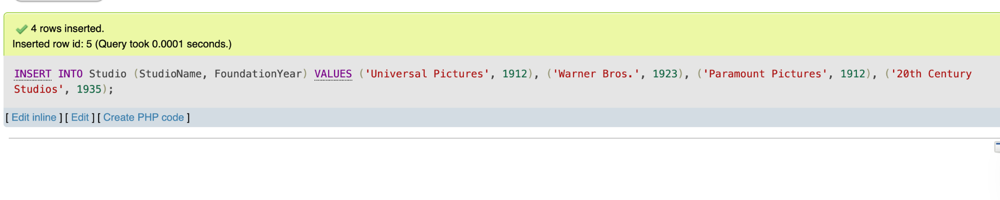 4 rows inserted.
Inserted row id: 5 (Query took 0.0001 seconds.)
INSERT INTO Studio (StudioName, FoundationYear) VALUES ('Universal Pictures', 1912), ('Warner Bros.', 1923), ('Paramount Pictures', 1912), ('20th Century
Studios', 1935);
[ Edit inline ] [ Edit ] [ Create PHP code ]